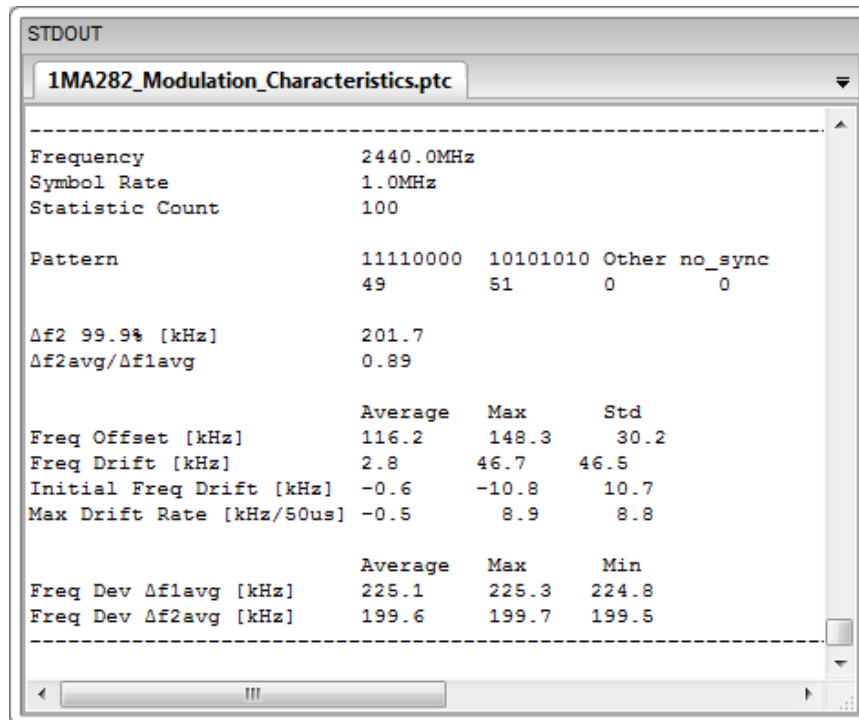 STDOUT
1MA282_Modulation_Characteristics.ptc
--------------------------------------------------------------
Frequency 2440.0MHz
Symbol Rate 1.0MHz
Statistic Count 100
Pattern 11110000 10101010 Other no_sync
49 51 0 0
Δf2 99.9% [kHz] 201.7
Δf2avg/Δf1avg 0.89
Average Max Std
Freq Offset [kHz] 116.2 148.3 30.2
Freq Drift [kHz] 2.8 46.7 46.5
Initial Freq Drift [kHz] -0.6 -10.8 10.7
Max Drift Rate [kHz/50us] -0.5 8.9 8.8
Average Max Min
Freq Dev Δf1avg [kHz] 225.1 225.3 224.8
Freq Dev Δf2avg [kHz] 199.6 199.7 199.5
--------------------------------------------------------------